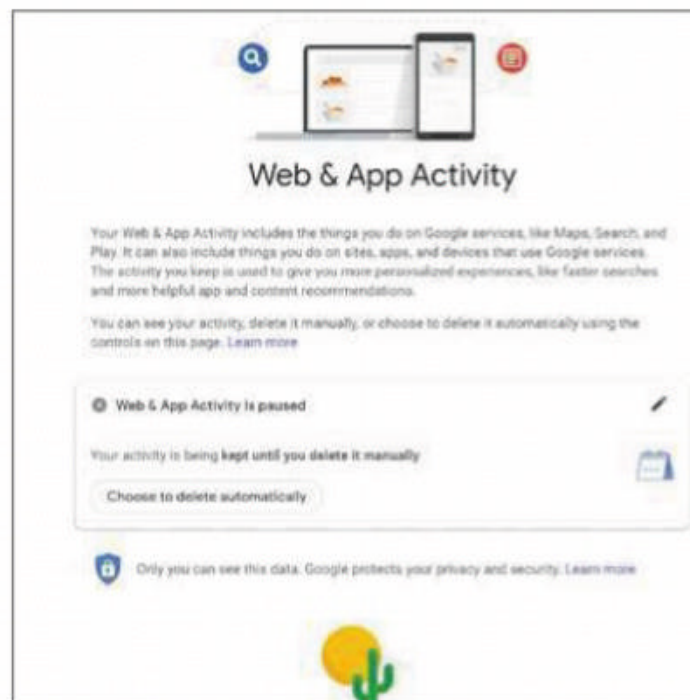 Web & App Activity
Your Web & App Activity includes the things you do on Google services, like Maps, Search, and
Play. It can also include things you do on sites, apps, and devices that use Google services.
The activity you keep is used to give you more personalized experiences, like faster searches
and more helpful app and content recommendations.
You can see your activity, delete it manually, or choose to delete it automatically using the
controls on this page. Learn more
Web & App Activity is paused
Your activity is being kept until you delete it manually
Choose to delete automatically
Only you can see this data. Google protects your privacy and security. Learn more